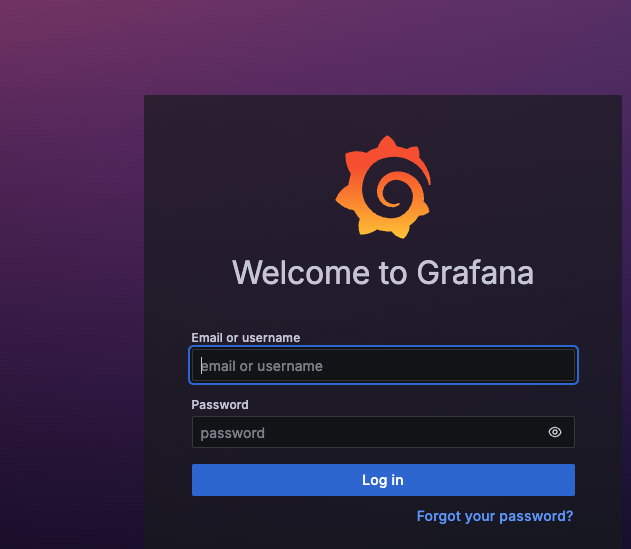 Welcome to Grafana
Email or username
email or username
Password
password
Log in
Forgot your password?